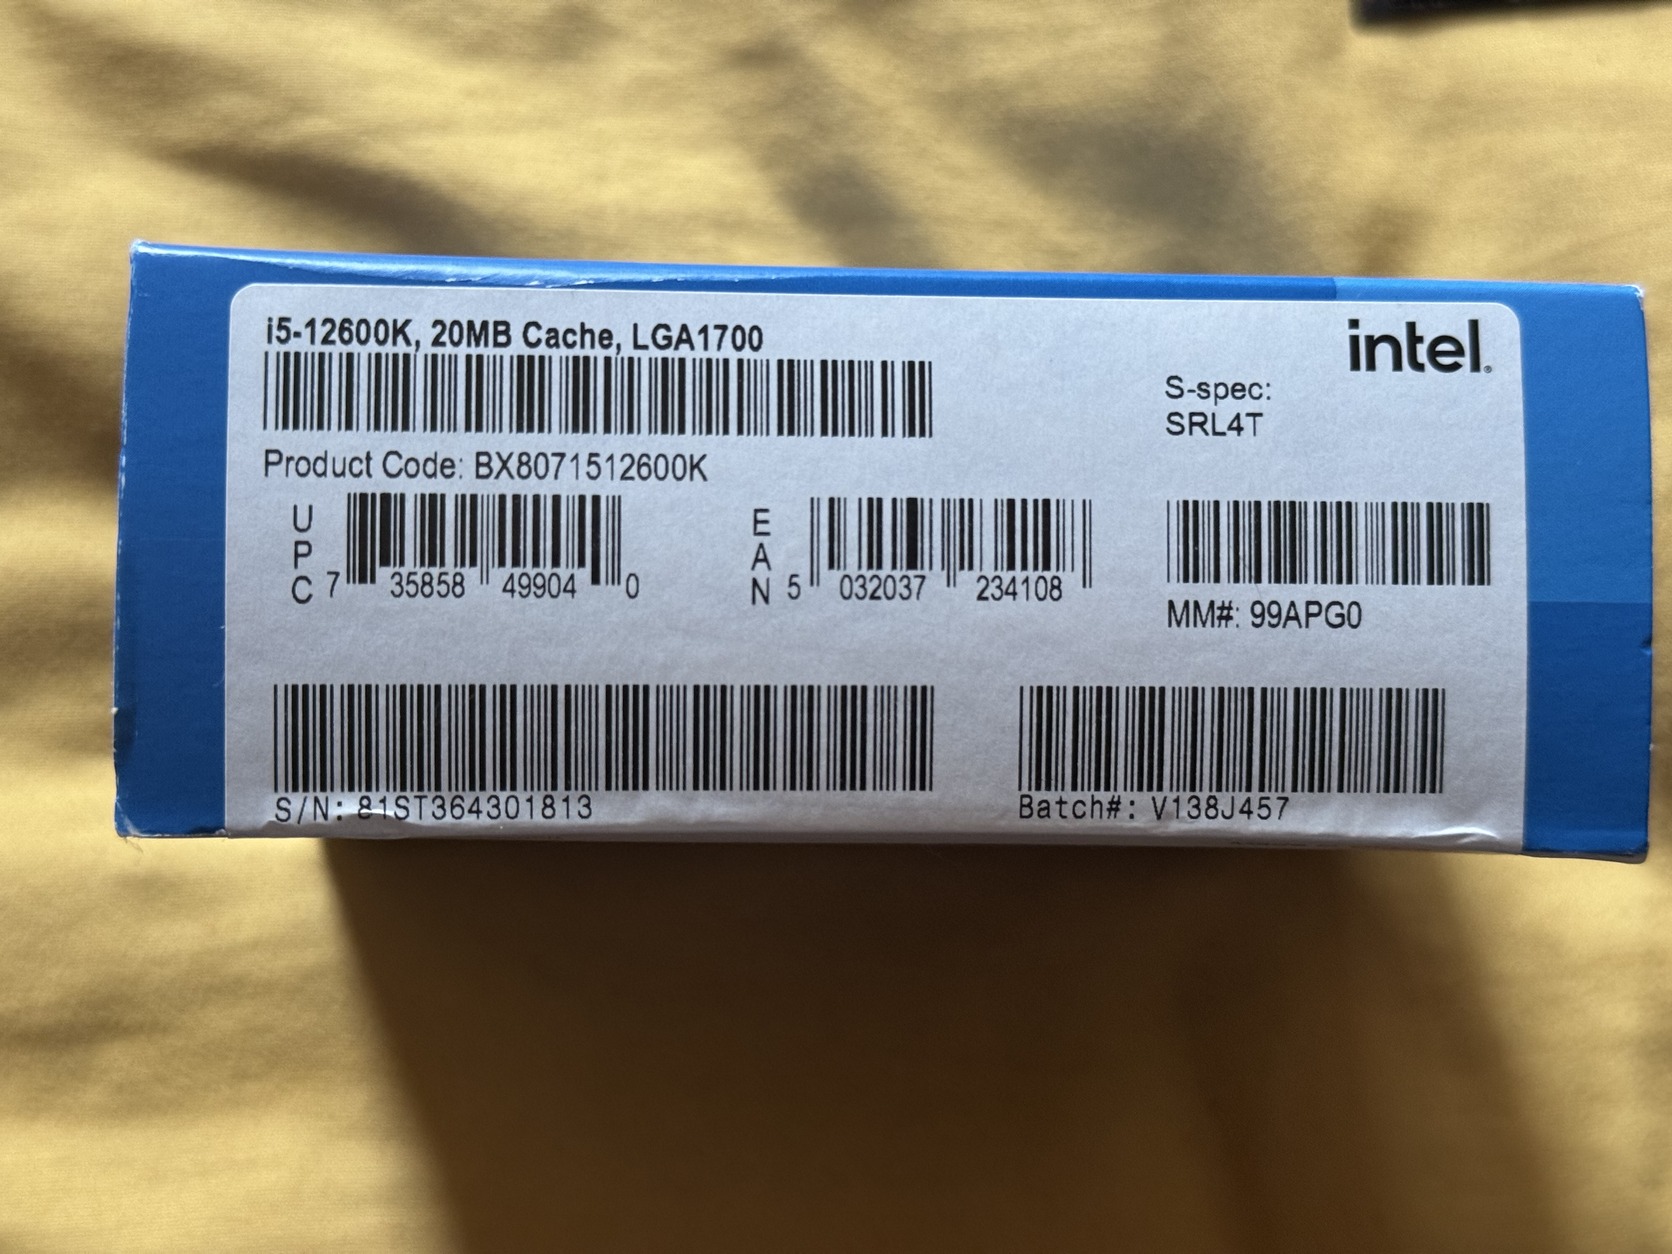 i5-12600K, 20MB Cache, LGA1700
intel.
S-spec:
SRL4T
Product Code: BX8071512600K
UPC
7 35858 49904 0
EAN
5 032037 234108
MM#: 99APG0
S/N: 81ST364301813
Batch#: V138J457